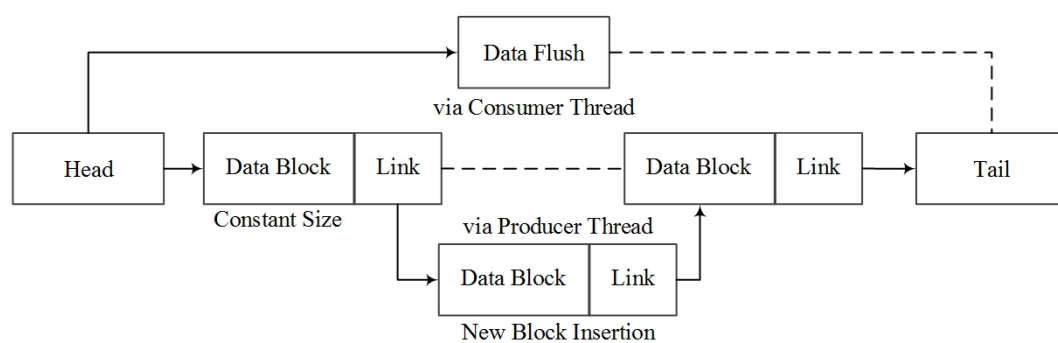 Data Flush
via Consumer Thread
Head
Data Block
Link
Data Block
Link
Tail
Constant Size
via Producer Thread
Data Block
Link
New Block Insertion